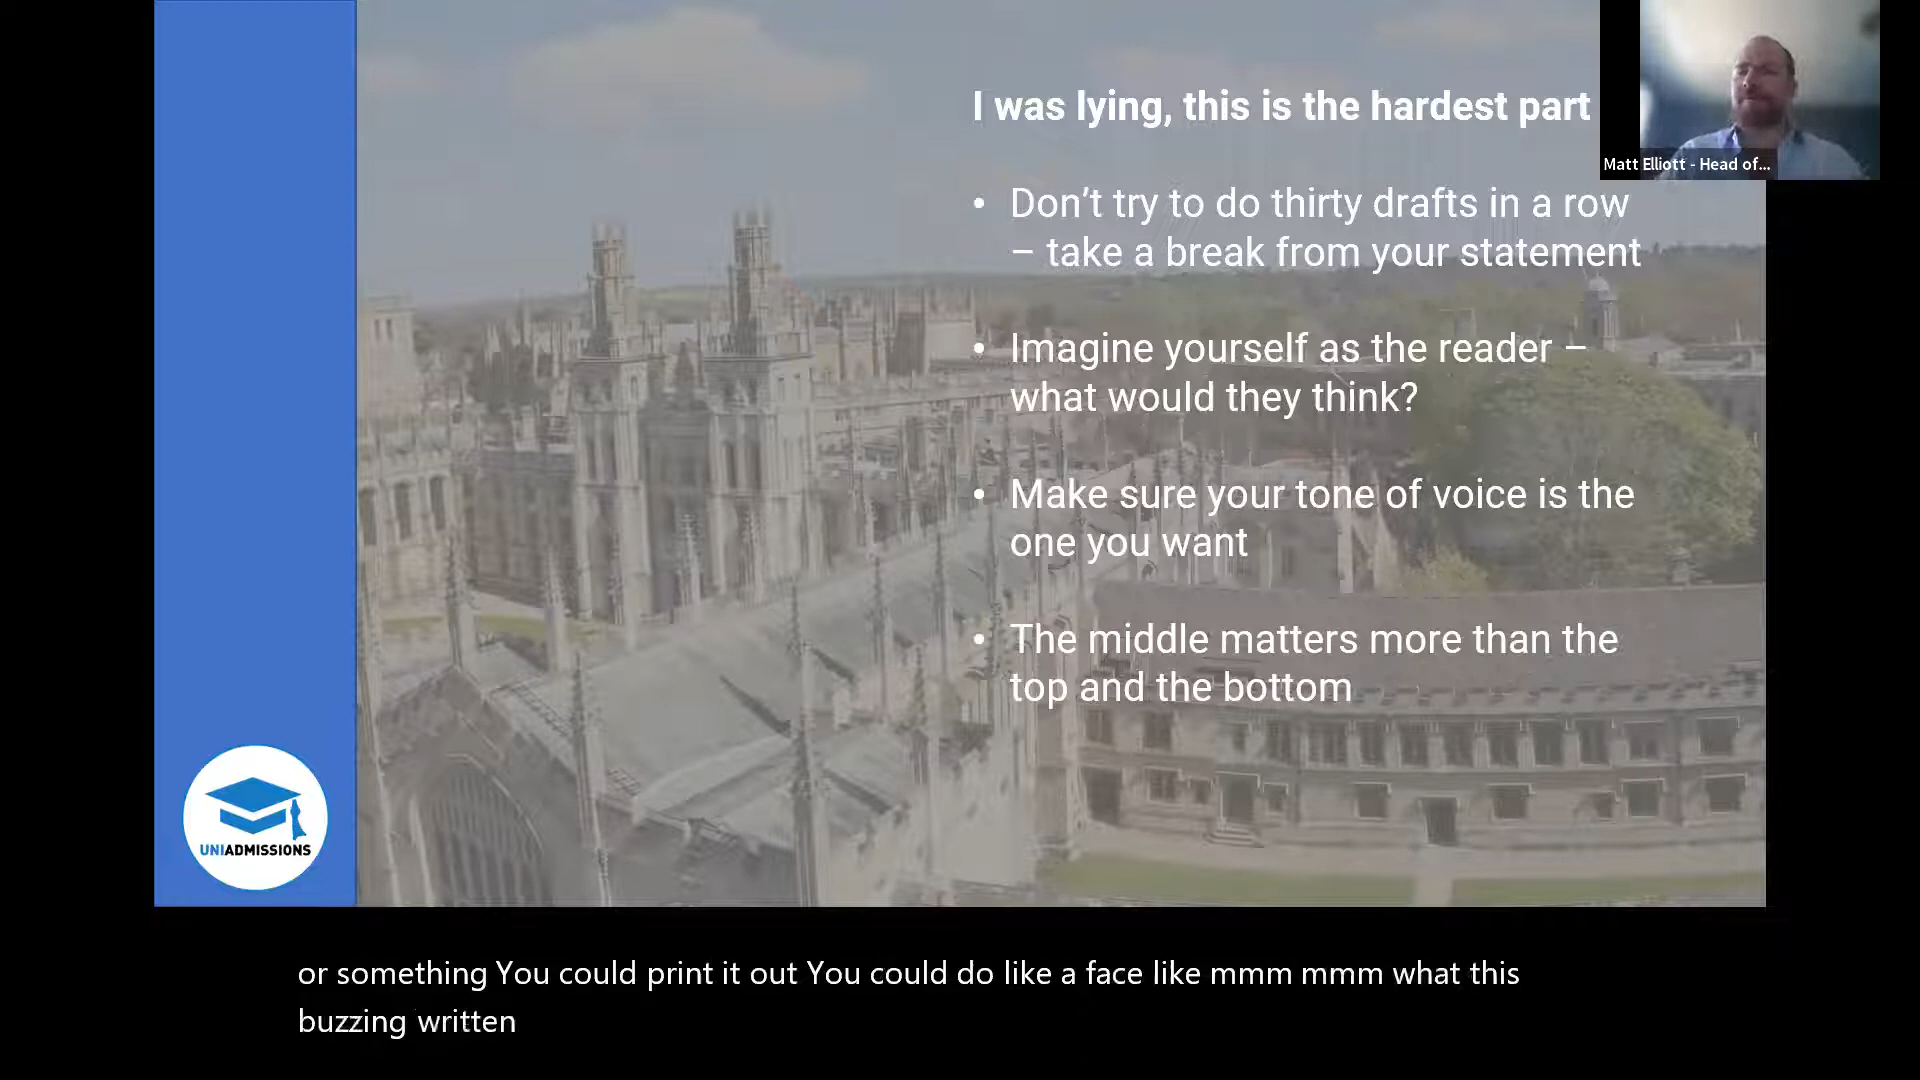 I was lying, this is the hardest part
Matt Elliott - Head of...
• Don’t try to do thirty drafts in a row
– take a break from your statement
• Imagine yourself as the reader –
what would they think?
• Make sure your tone of voice is the
one you want
• The middle matters more than the
top and the bottom
UNIADMISSIONS
or something You could print it out You could do like a face like mmm mmm what this
buzzing written